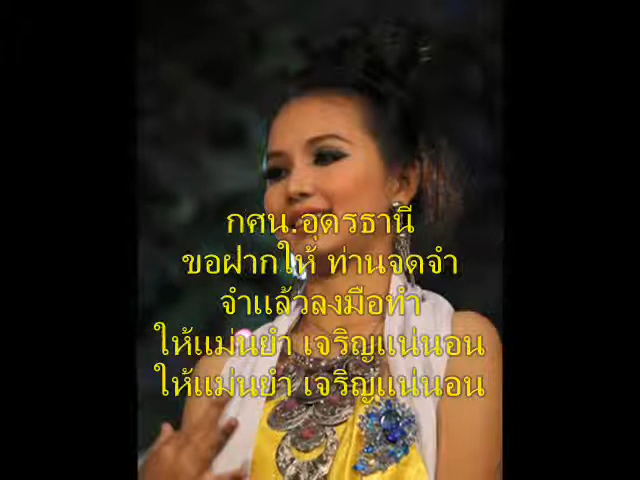 กศน.อุดรธานี
ขอฝากให้ ท่านจดจำ
จำแล้วลงมือทำ
ให้แม่นยำ เจริญแน่นอน
ให้แม่นยำ เจริญแน่นอน